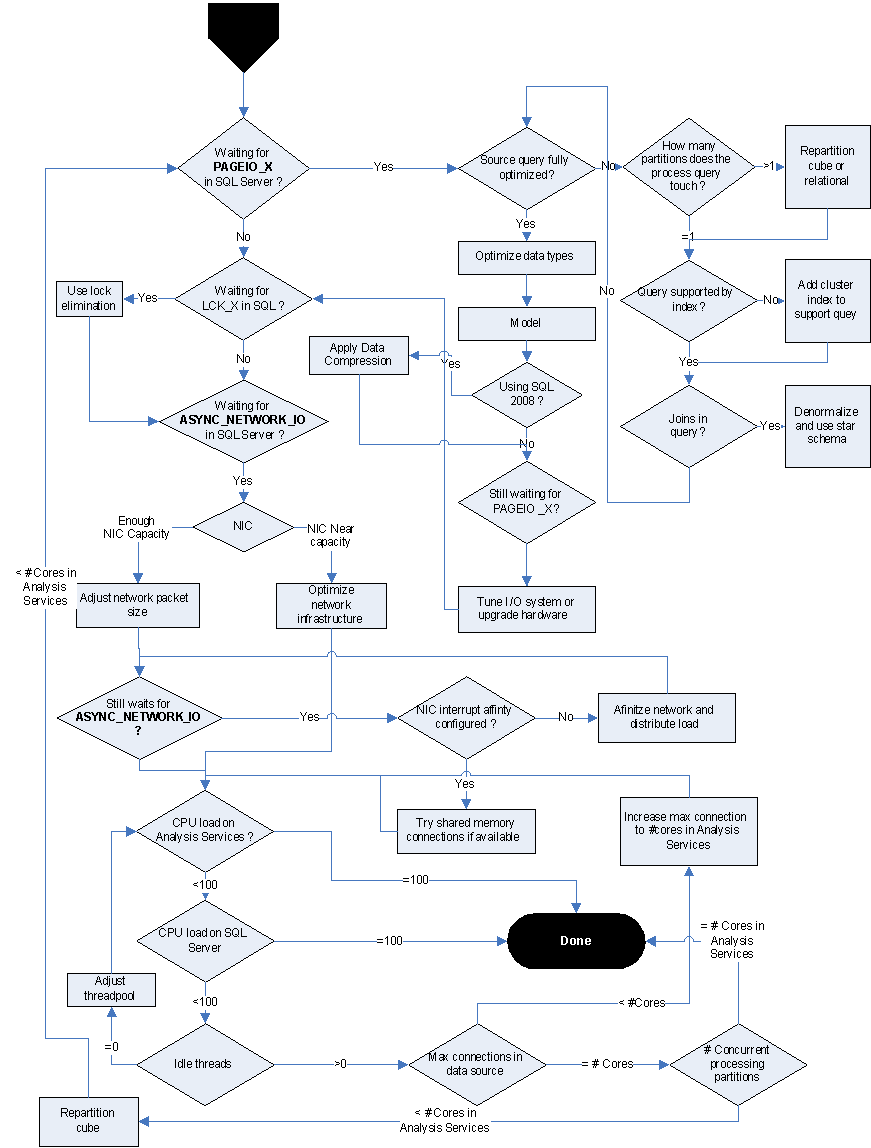 Waiting for
PAGEIO_X
in SQL Server ?
Yes
Source query fully
optimized?
No
How many
partitions does the
process query
touch ?
>1
Repartition
cube or
relational
No
Yes
=1
Optimize data types
Use lock
elimination
Yes
Waiting for
LCK_X in SQL ?
No
Query supported by
index?
No
Add cluster
index to
support quey
Model
No
Apply Data
Compression
Yes
Yes
Using SQL
2008 ?
Waiting for
ASYNC_NETWORK_IO
in SQL Server ?
Joins in
query ?
Yes
Denormalize
and use star
schema
No
Yes
Still waiting for
PAGEIO _X?
Enough
NIC Capacity
NIC
NIC Near
capacity
< #Cores in
Analysis
Services
Adjust network packet
size
Optimize
network
infrastructure
Tune I/O system or
upgrade hardware
Still waits for
ASYNC_NETWORK_IO
?
Yes
NIC interrupt affinty
configured ?
No
Afinitze network and
distribute load
Yes
CPU load on
Analysis Services ?
Try shared memory
connections if available
Increase max connection
to #cores in Analysis
Services
<100
=100
CPU load on SQL
Server
=100
Done
= # Cores in
Analysis
Services
Adjust
threadpool
<100
< #Cores
=0
Idle threads
>0
Max connections in
data source
= # Cores
# Concurrent
processing
partitions
Repartition
cube
< #Cores in
Analysis Services